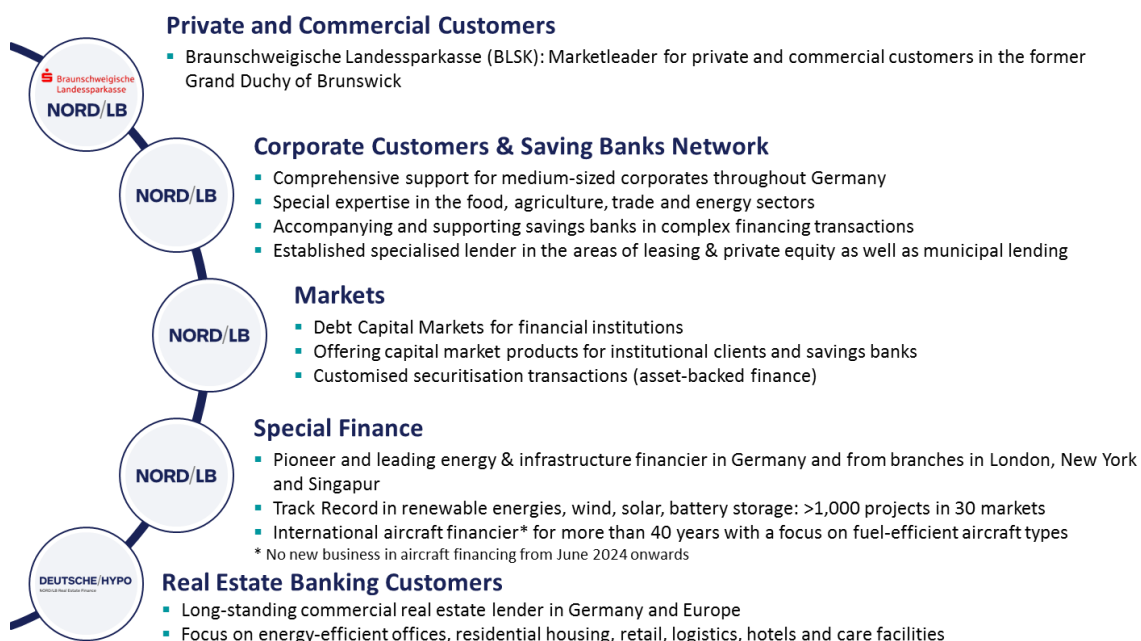 Private and Commercial Customers
Braunschweigische Landessparkasse (BLSK): Marketleader for private and commercial customers in the former
Grand Duchy of Brunswick
Braunschweigische
Landessparkasse
NORD/LB
Corporate Customers & Saving Banks Network
Comprehensive support for medium-sized corporates throughout Germany
Special expertise in the food, agriculture, trade and energy sectors
Accompanying and supporting savings banks in complex financing transactions
Established specialised lender in the areas of leasing & private equity as well as municipal lending
NORD/LB
Markets
Debt Capital Markets for financial institutions
Offering capital market products for institutional clients and savings banks
Customised securitisation transactions (asset-backed finance)
NORD/LB
Special Finance
Pioneer and leading energy & infrastructure financier in Germany and from branches in London, New York
and Singapur
Track Record in renewable energies, wind, solar, battery storage: >1,000 projects in 30 markets
International aircraft financier* for more than 40 years with a focus on fuel-efficient aircraft types
* No new business in aircraft financing from June 2024 onwards
NORD/LB
Real Estate Banking Customers
Long-standing commercial real estate lender in Germany and Europe
Focus on energy-efficient offices, residential housing, retail, logistics, hotels and care facilities
DEUTSCHE/HYPO
NORD/LB Real Estate Finance